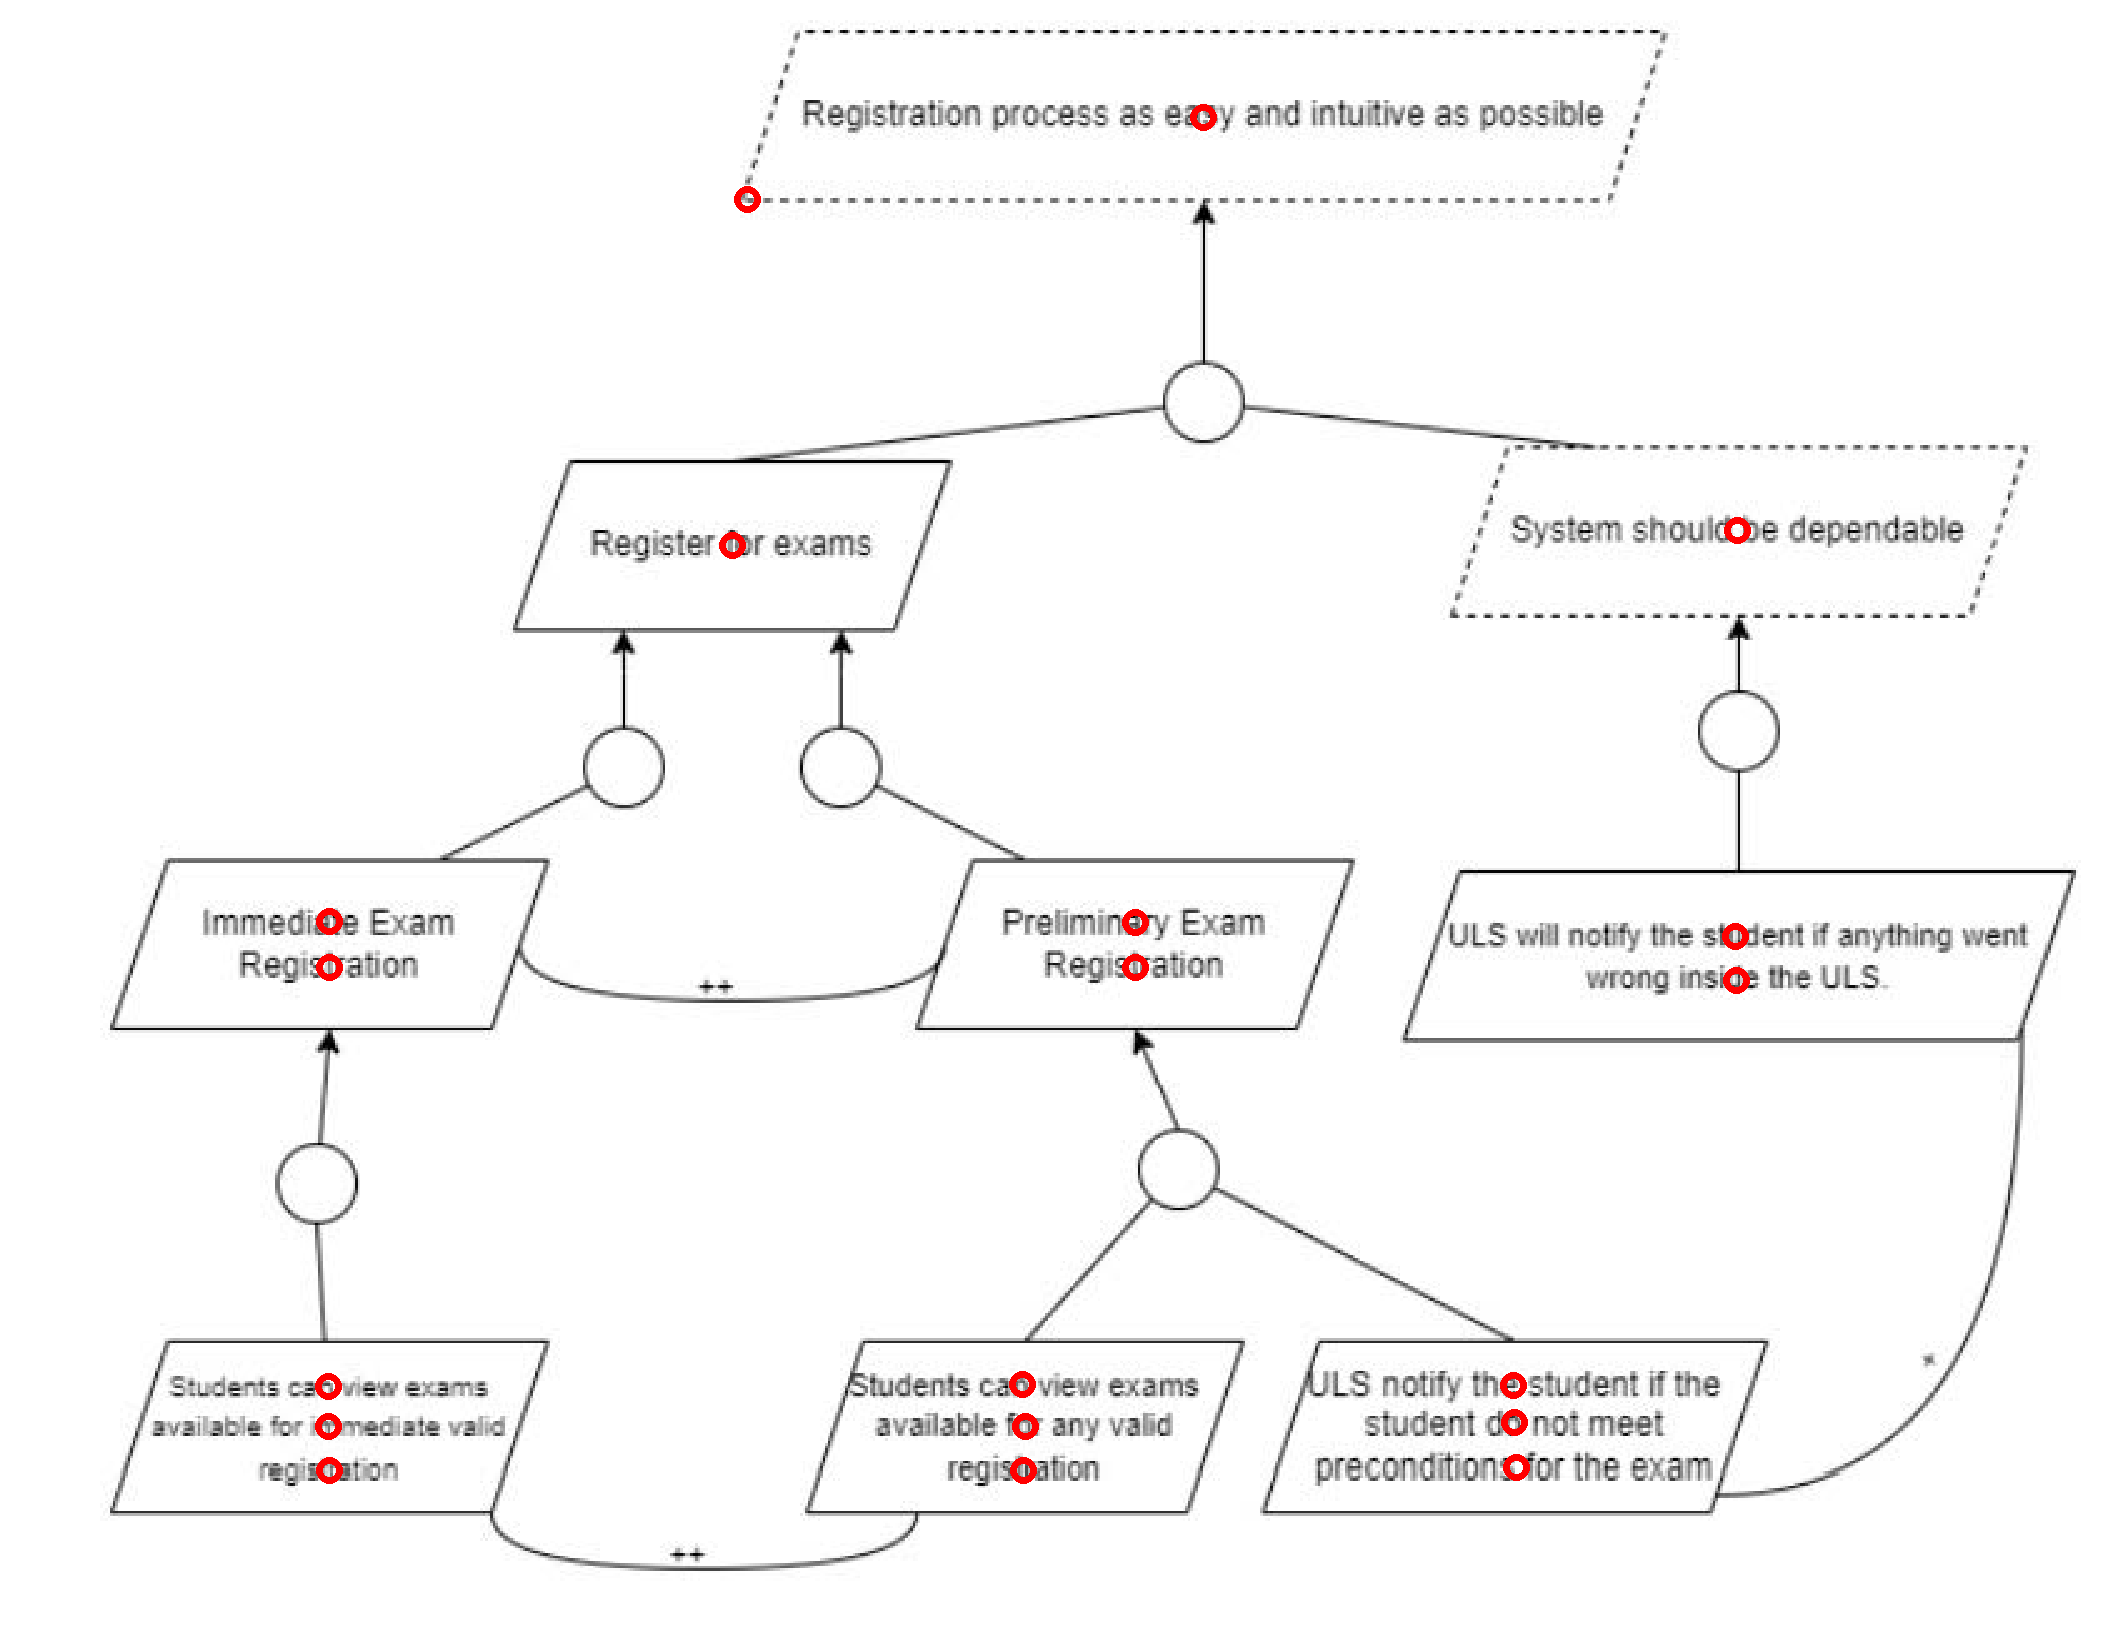 Registration process as easy and intuitive as possible
Register for exams
System should be dependable
Immediate Exam
Registration
Preliminary Exam
Registration
ULS will notify the student if anything went
wrong inside the ULS.
++
Students can view exams
available for immediate valid
registration
Students can view exams
available for any valid
registration
ULS notify the student if the
student do not meet
preconditions for the exam
++